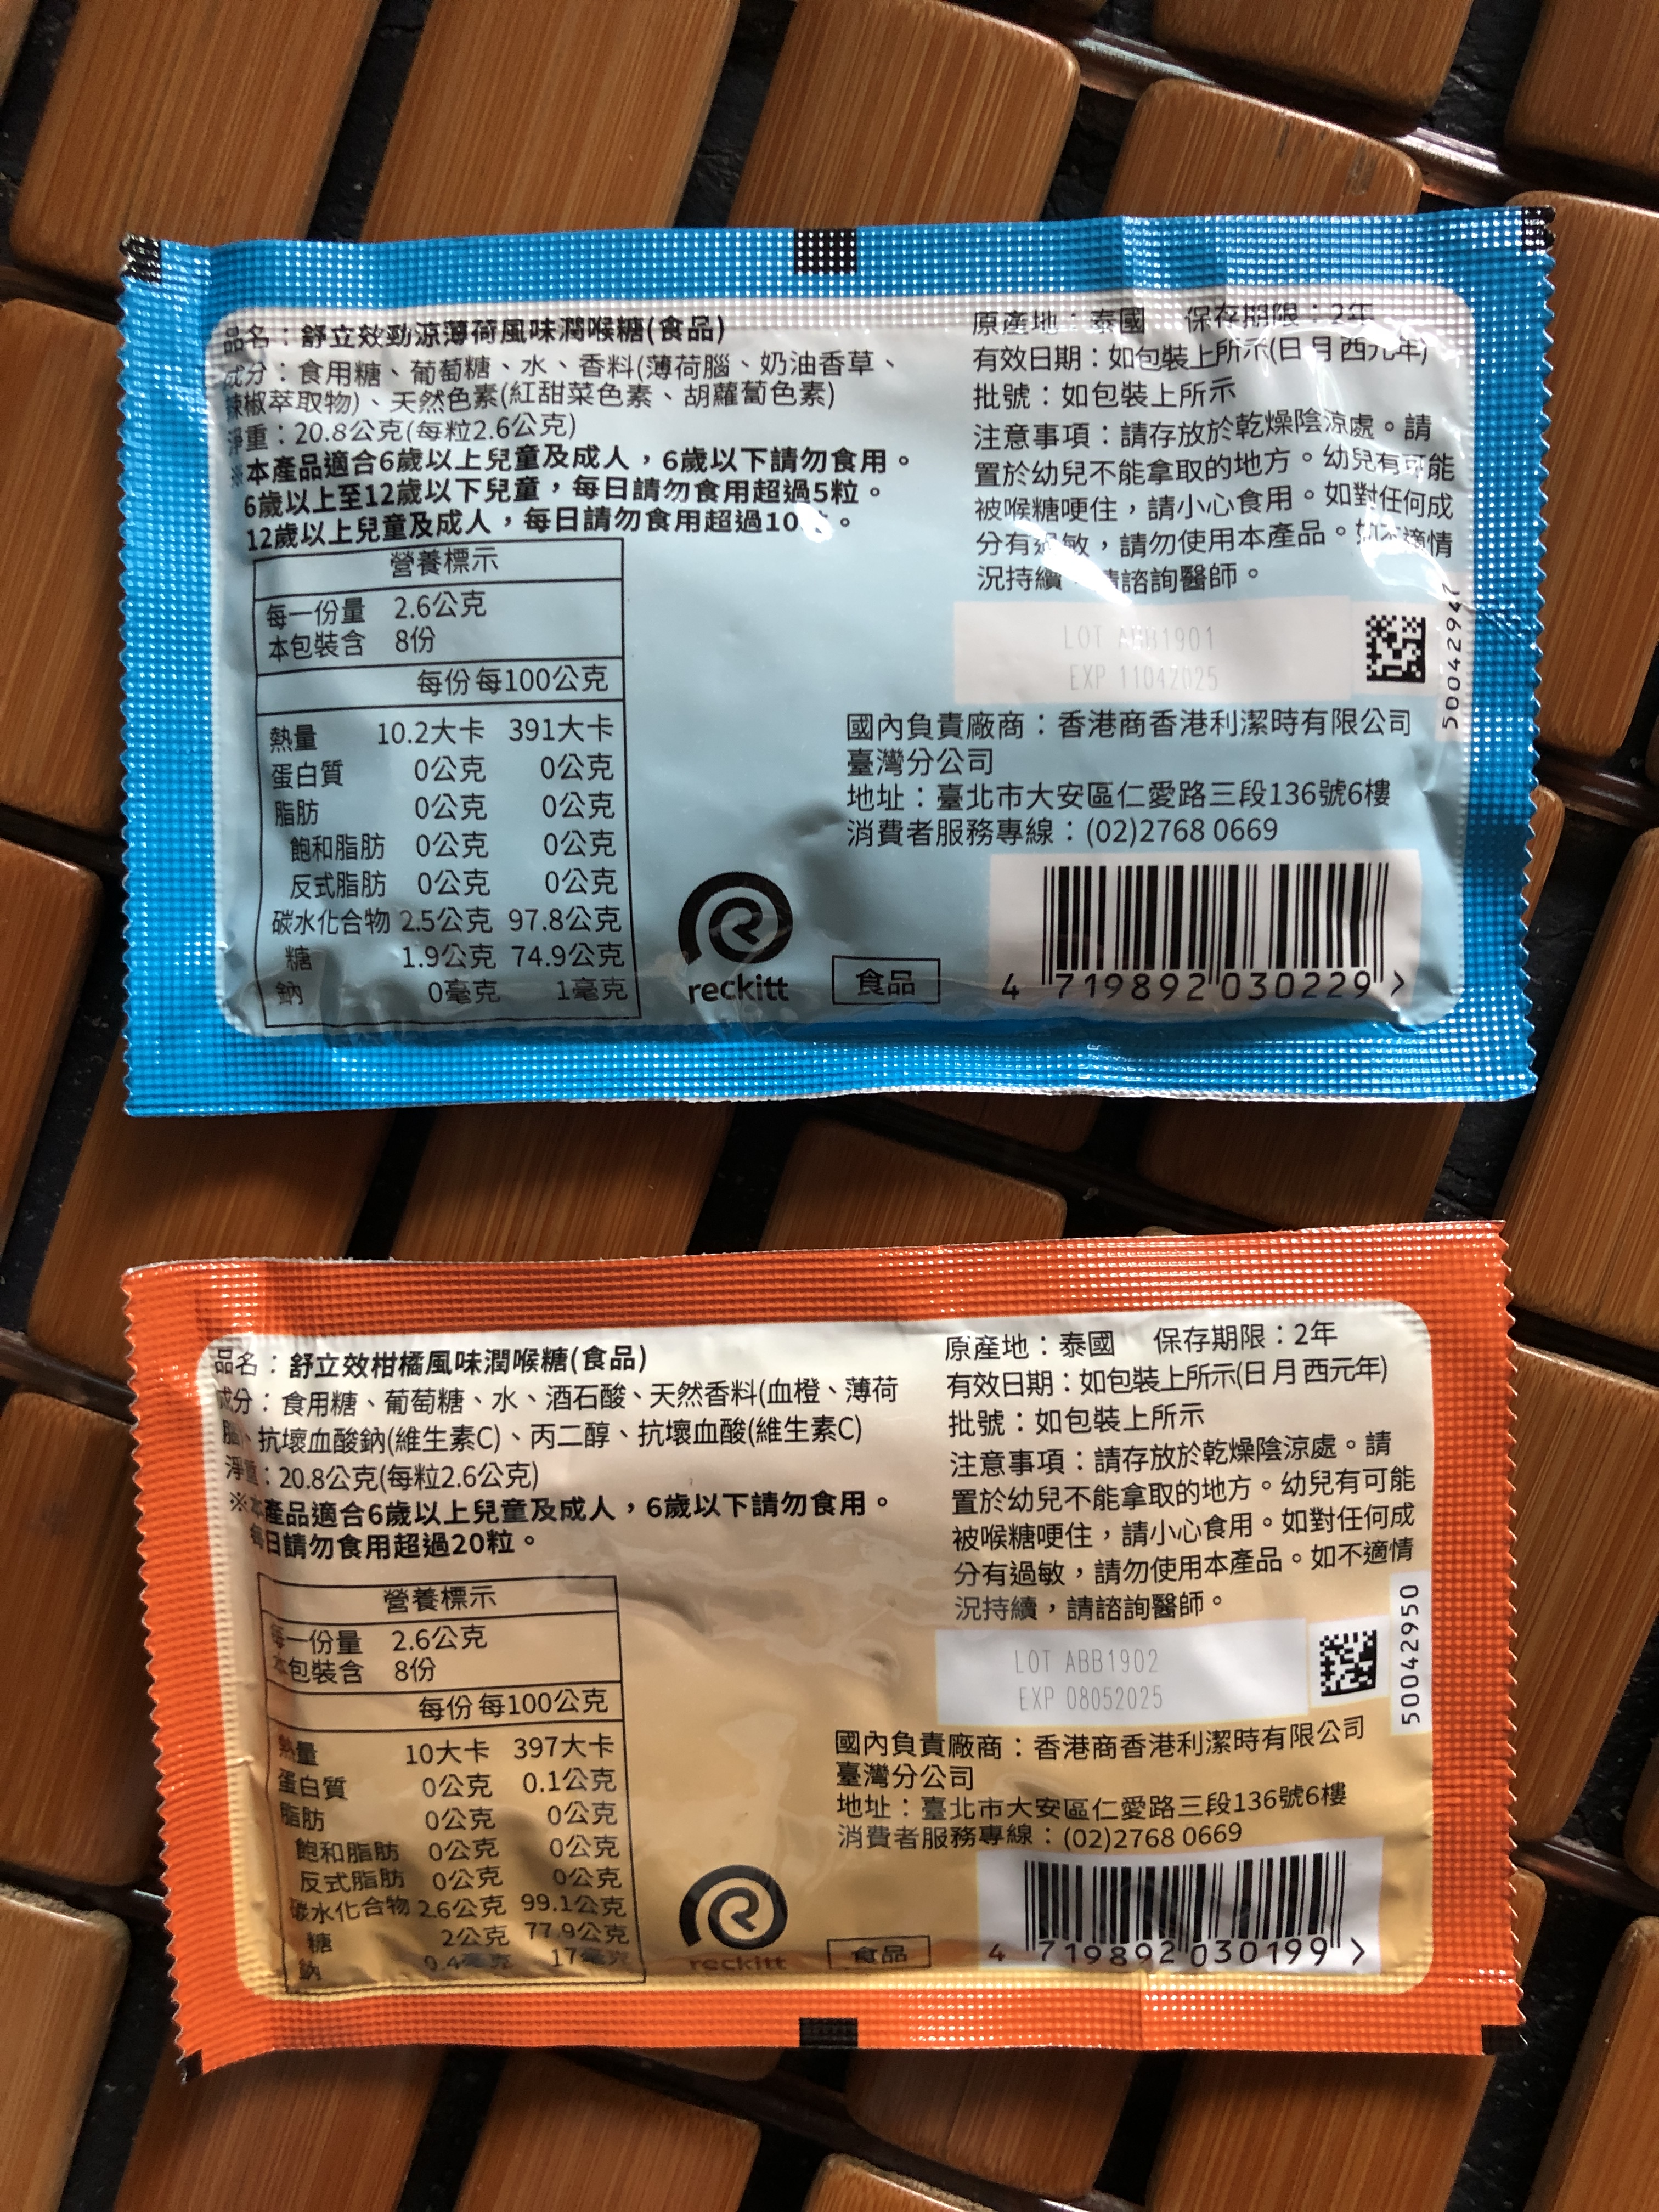 品名：舒立效勁涼薄荷風味潤喉糖(食品)
成分：食用糖、葡萄糖、水、香料(薄荷腦、奶油香草、
辣椒萃取物)、天然色素(紅甜菜色素、胡蘿蔔色素)
淨重：20.8公克(每粒2.6公克)
※本產品適合6歲以上兒童及成人，6歲以下請勿食用。
6歲以上至12歲以下兒童，每日請勿食用超過5粒。
12歲以上兒童及成人，每日請勿食用超過10 。
營養標示
每一份量 2.6公克
本包裝含 8份
每份 每100公克
熱量 10.2大卡 391大卡
蛋白質 0公克 0公克
脂肪 0公克 0公克
飽和脂肪 0公克 0公克
反式脂肪 0公克 0公克
碳水化合物 2.5公克 97.8公克
糖 1.9公克 74.9公克
鈉 0毫克 1毫克
原產地：泰國 保存期限：2年
有效日期：如包裝上所示(日月西元年)
批號：如包裝上所示
注意事項：請存放於乾燥陰涼處。請
置於幼兒不能拿取的地方。幼兒有可能
被喉糖哽住，請小心食用。如對任何成
分有過敏，請勿使用本產品。如不適情
況持續，請諮詢醫師。
LOT ABB1901
EXP 11042025
50042947
國內負責廠商：香港商香港利潔時有限公司
臺灣分公司
地址：臺北市大安區仁愛路三段136號6樓
消費者服務專線：(02)2768 0669
reckitt
食品
4 719892 030229 >
品名：舒立效柑橘風味潤喉糖(食品)
成分：食用糖、葡萄糖、水、酒石酸、天然香料(血橙、薄荷
腦、抗壞血酸鈉(維生素C)、丙二醇、抗壞血酸(維生素C)
淨重：20.8公克(每粒2.6公克)
※本產品適合6歲以上兒童及成人，6歲以下請勿食用。
每日請勿食用超過20粒。
營養標示
每一份量 2.6公克
本包裝含 8份
每份 每100公克
熱量 10大卡 397大卡
蛋白質 0公克 0.1公克
脂肪 0公克 0公克
飽和脂肪 0公克 0公克
反式脂肪 0公克 0公克
碳水化合物 2.6公克 99.1公克
糖 2公克 77.9公克
鈉 0.4毫克 17毫克
原產地：泰國 保存期限：2年
有效日期：如包裝上所示(日月西元年)
批號：如包裝上所示
注意事項：請存放於乾燥陰涼處。請
置於幼兒不能拿取的地方。幼兒有可能
被喉糖哽住，請小心食用。如對任何成
分有過敏，請勿使用本產品。如不適情
況持續，請諮詢醫師。
LOT ABB1902
EXP 08052025
50042950
國內負責廠商：香港商香港利潔時有限公司
臺灣分公司
地址：臺北市大安區仁愛路三段136號6樓
消費者服務專線：(02)2768 0669
reckitt
食品
4 719892 030199 >